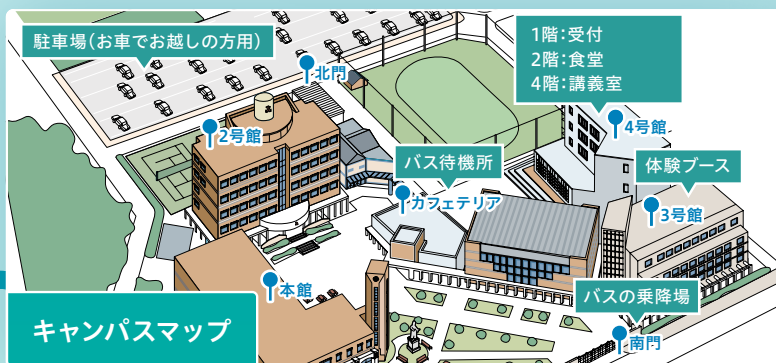 駐車場(お車でお越しの方用)
1階:受付
2階:食堂
4階:講義室
北門
2号館
4号館
バス待機所
体験ブース
カフェテリア
3号館
本館
バスの乗降場
キャンパスマップ
南門